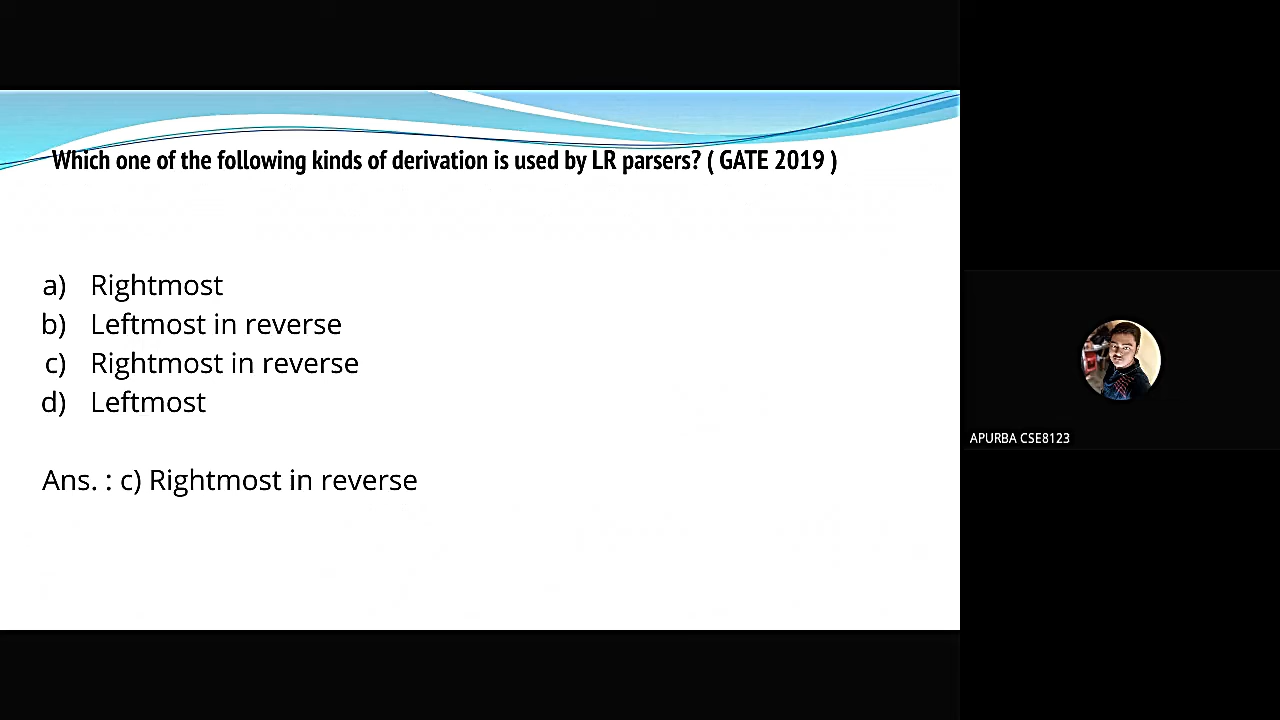 Which one of the following kinds of derivation is used by LR parsers? ( GATE 2019 )
a) Rightmost
b) Leftmost in reverse
c) Rightmost in reverse
d) Leftmost
Ans. : c) Rightmost in reverse
APURBA CSE8123